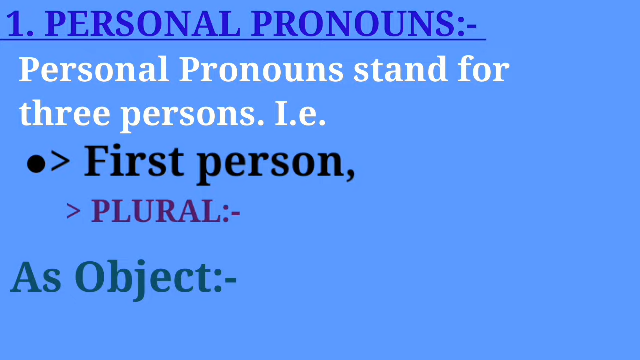 1. PERSONAL PRONOUNS:-
Personal Pronouns stand for
three persons. I.e.
●> First person,
> PLURAL:-
As Object:-